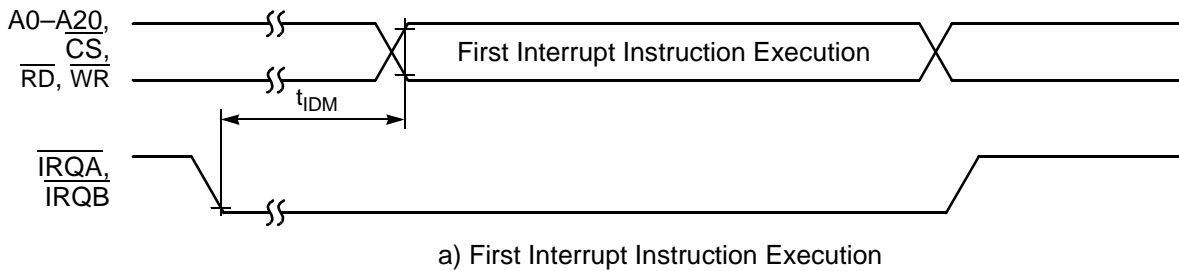 A0–A20,
CS,
RD, WR
First Interrupt Instruction Execution
tIDM
IRQA,
IRQB
a) First Interrupt Instruction Execution